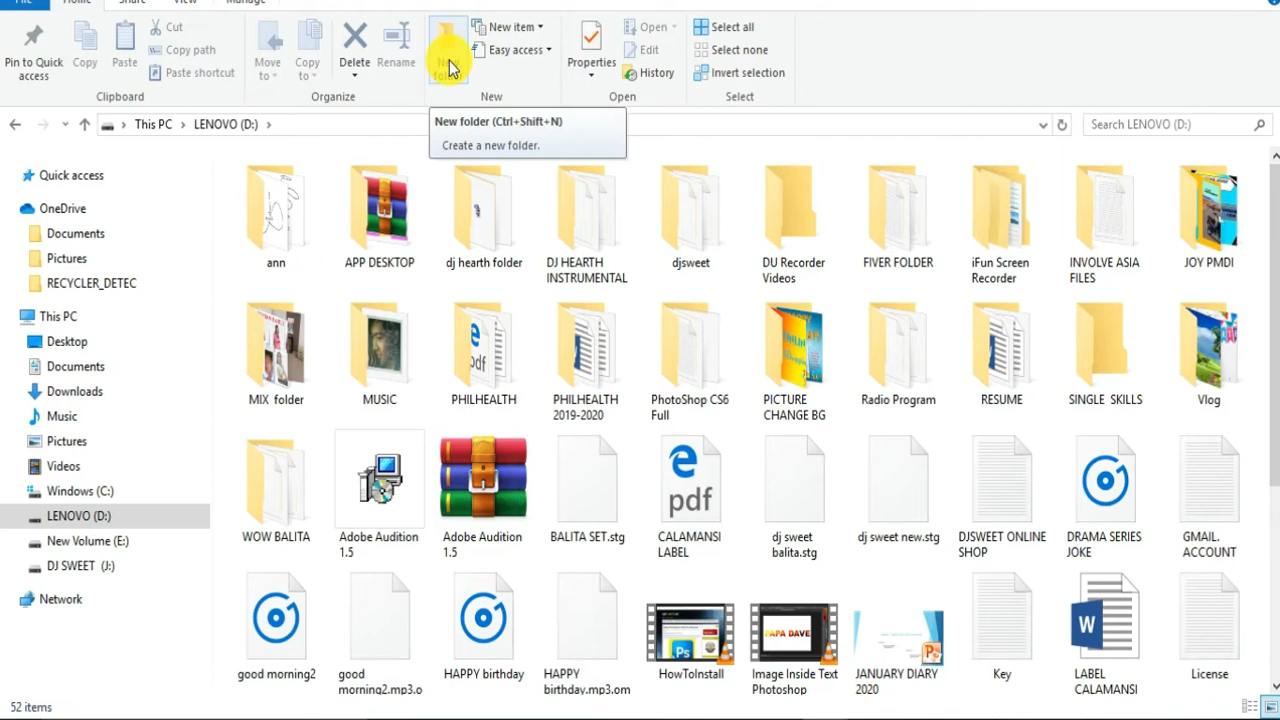 File Home Share View Manage
Pin to Quick access
Copy
Paste
Cut
Copy path
Paste shortcut
Clipboard
Move to
Copy to
Delete
Rename
Organize
New folder
New item
Easy access
New
Properties
Open
Edit
History
Open
Select all
Select none
Invert selection
Select
This PC > LENOVO (D:) >
Search LENOVO (D:)
New folder (Ctrl+Shift+N)
Create a new folder.
Quick access
OneDrive
Documents
Pictures
RECYCLER_DETEC
This PC
Desktop
Documents
Downloads
Music
Pictures
Videos
Windows (C:)
LENOVO (D:)
New Volume (E:)
DJ SWEET (J:)
Network
ann
APP DESKTOP
dj hearth folder
DJ HEARTH
INSTRUMENTAL
djsweet
DU Recorder
Videos
FIVER FOLDER
iFun Screen
Recorder
INVOLVE ASIA
FILES
JOY PMDI
MIX folder
MUSIC
PHILHEALTH
PHILHEALTH
2019-2020
PhotoShop CS6
Full
PICTURE
CHANGE BG
Radio Program
RESUME
SINGLE SKILLS
Vlog
WOW BALITA
Adobe Audition
1.5
Adobe Audition
1.5
BALITA SET.stg
pdf
CALAMANSI
LABEL
dj sweet
balita.stg
dj sweet new.stg
DJSWEET ONLINE
SHOP
DRAMA SERIES
JOKE
GMAIL.
ACCOUNT
good morning2
good
morning2.mp3.o
HAPPY birthday
HAPPY
birthday.mp3.om
HowToInstall
PAPA DAVE
Image Inside Text
Photoshop
JANUARY DIARY
2020
Key
LABEL
CALAMANSI
License
52 items